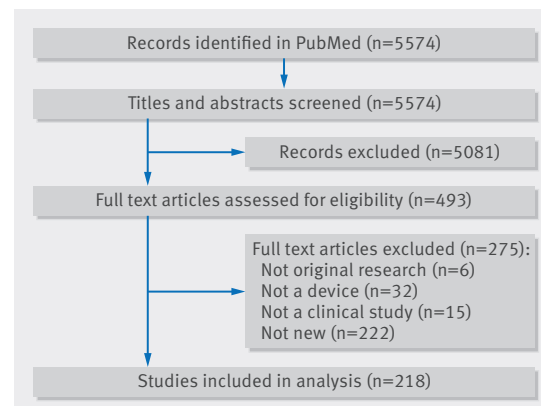 Records identified in PubMed (n=5574)
Titles and abstracts screened (n=5574)
Records excluded (n=5081)
Full text articles assessed for eligibility (n=493)
Full text articles excluded (n=275):
Not original research (n=6)
Not a device (n=32)
Not a clinical study (n=15)
Not new (n=222)
Studies included in analysis (n=218)